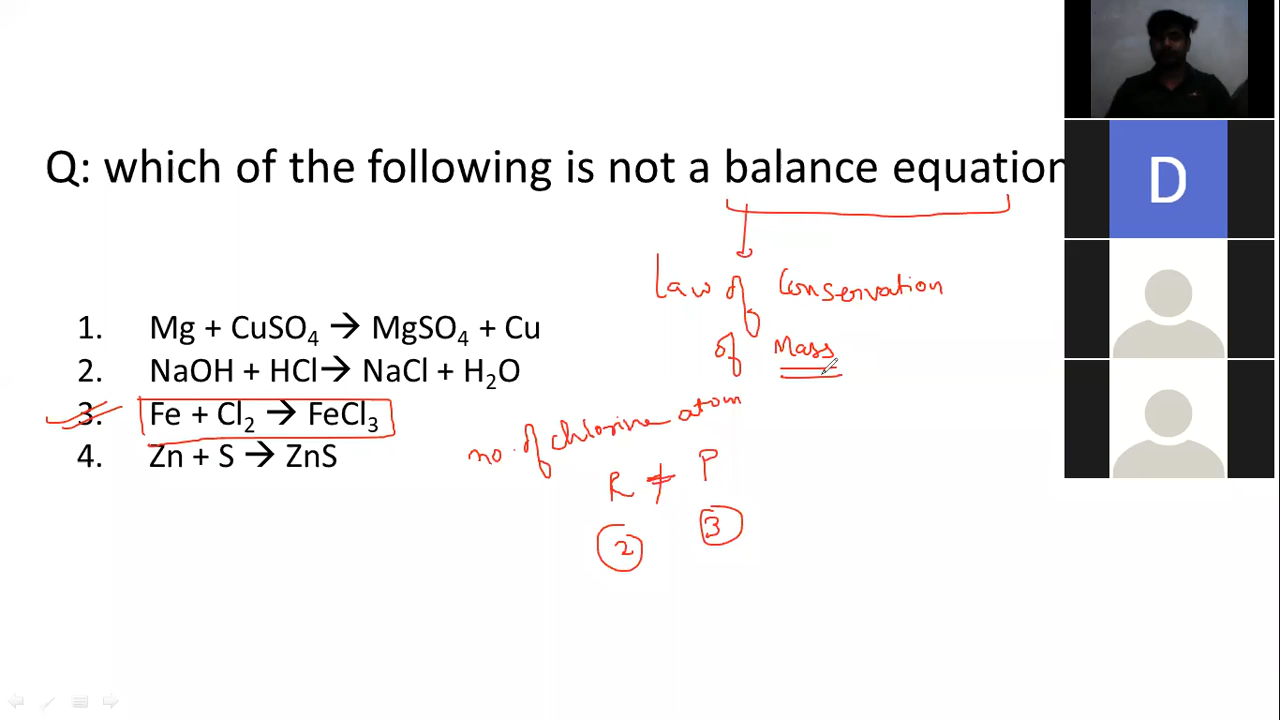 Q: which of the following is not a balance equation
Law of Conservation
of Mass
1. Mg + CuSO₄ → MgSO₄ + Cu
2. NaOH + HCl→ NaCl + H₂O
3. Fe + Cl₂ → FeCl₃
4. Zn + S → ZnS
no. of chlorine atom
R ≠ P
2 3
D